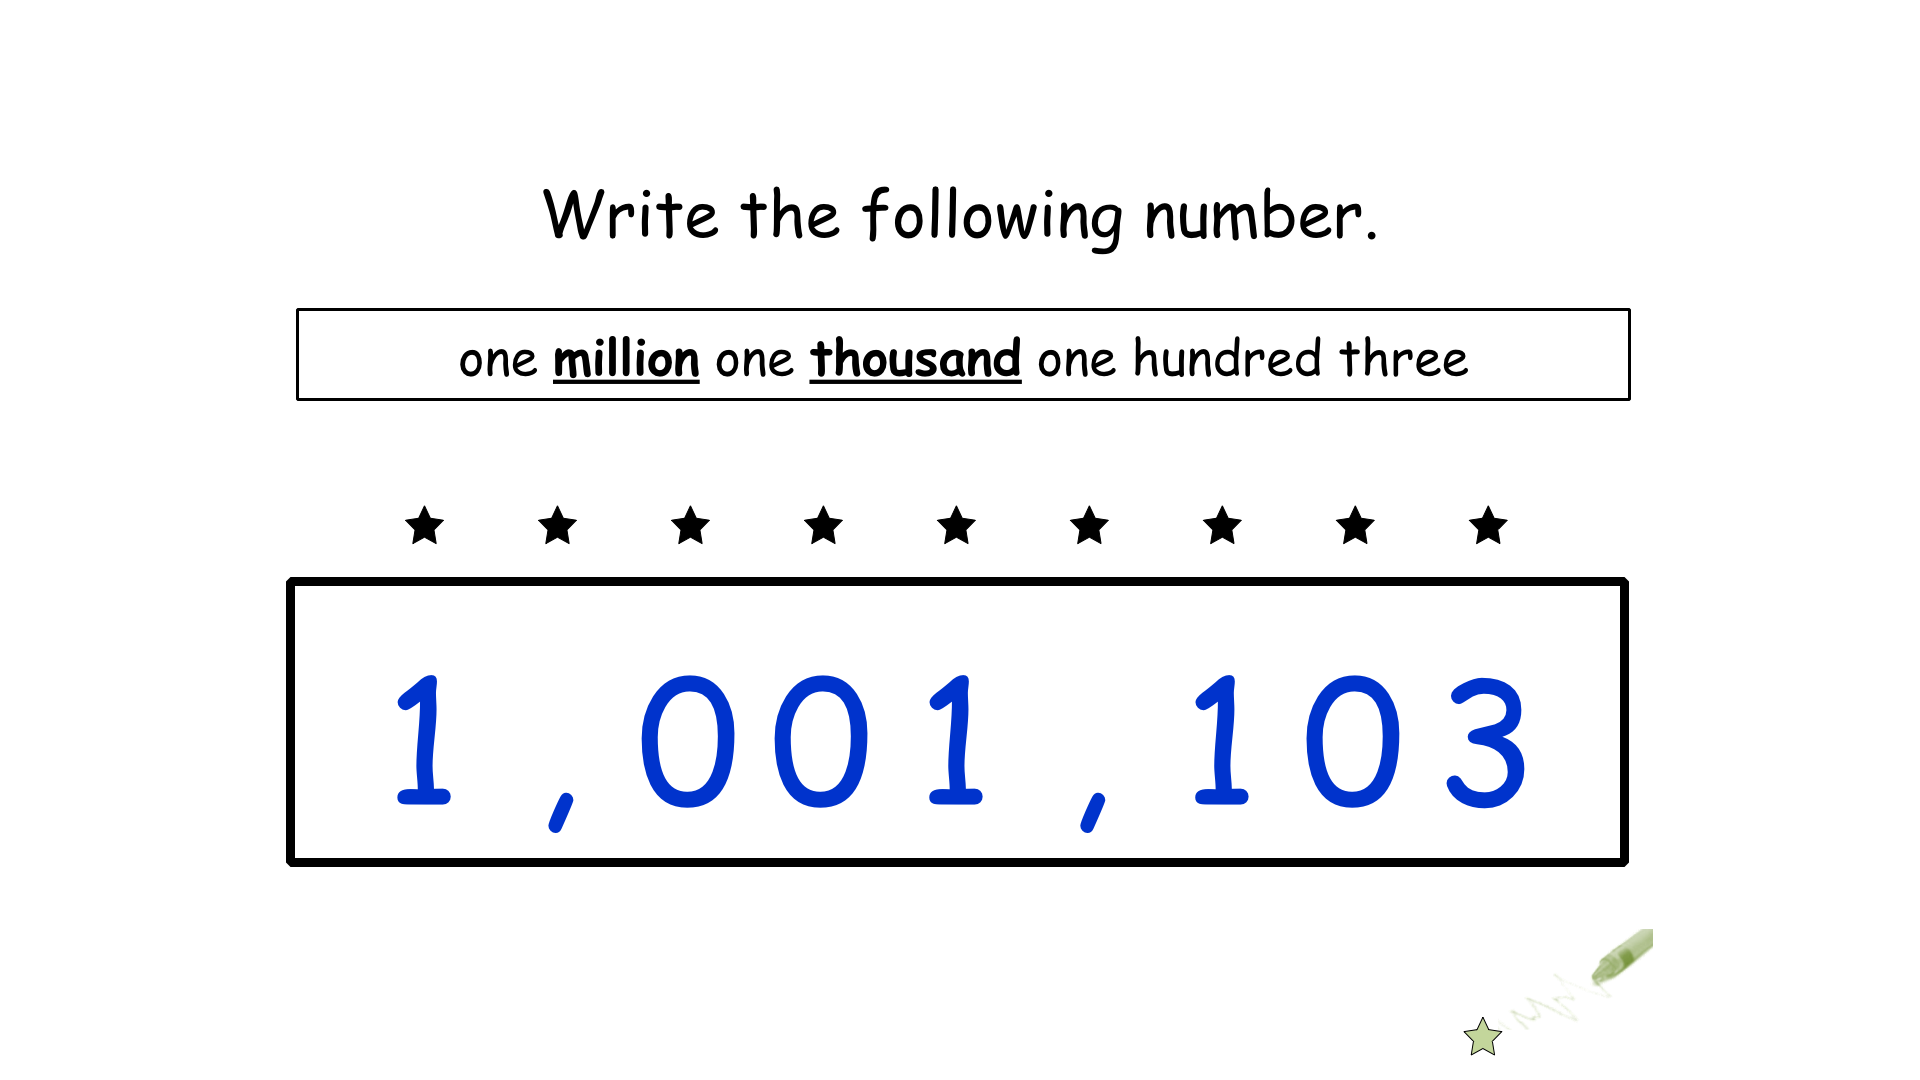 Write the following number.
one million one thousand one hundred three
1,001,103